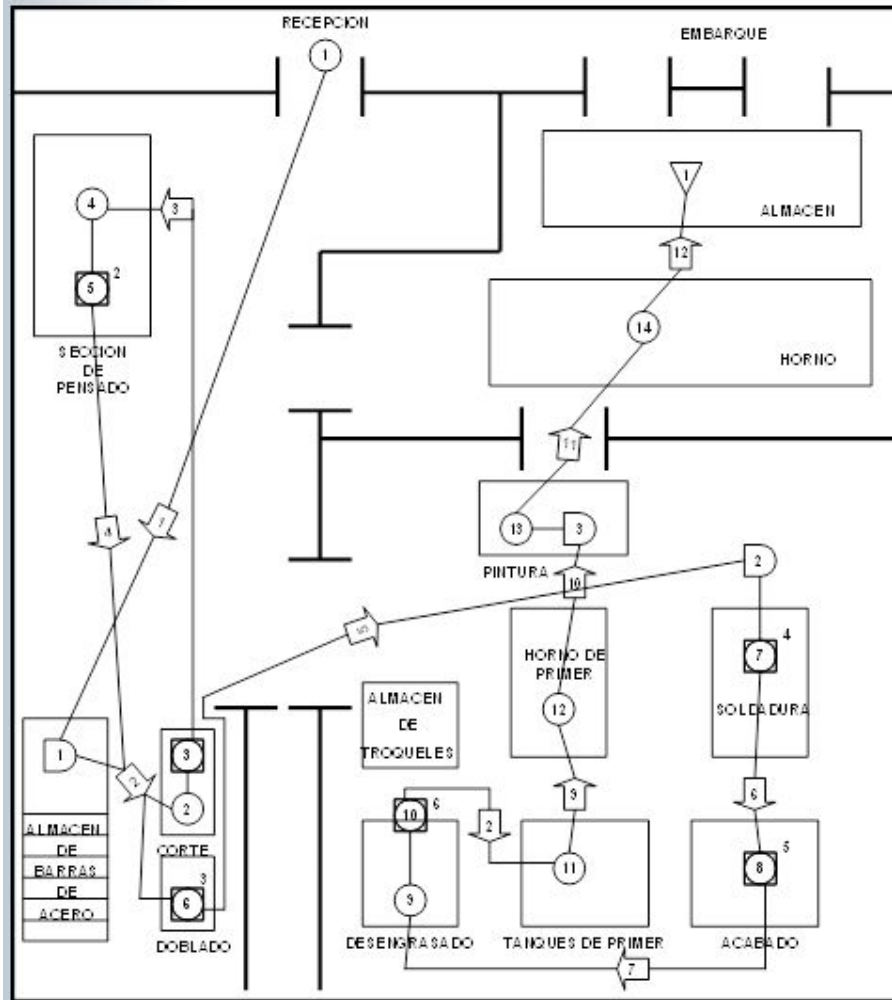 RECEPCION
1
EMBARQUE
1
ALMACEN
12
4
3
2
5
SECCION
DE
PENSADO
14
HORNO
11
4
1
13
3
PINTURA
10
2
5
HORNO DE
PRIMER
12
4
7
SOLDADURA
ALMACEN
DE
TROQUELES
1
3
2
2
CORTE
ALMACEN
DE
BARRAS
DE
ACERO
3
6
DOBLADO
9
6
6
10
2
11
5
8
9
DESENGRASADO
TANQUES DE PRIMER
ACABADO
7